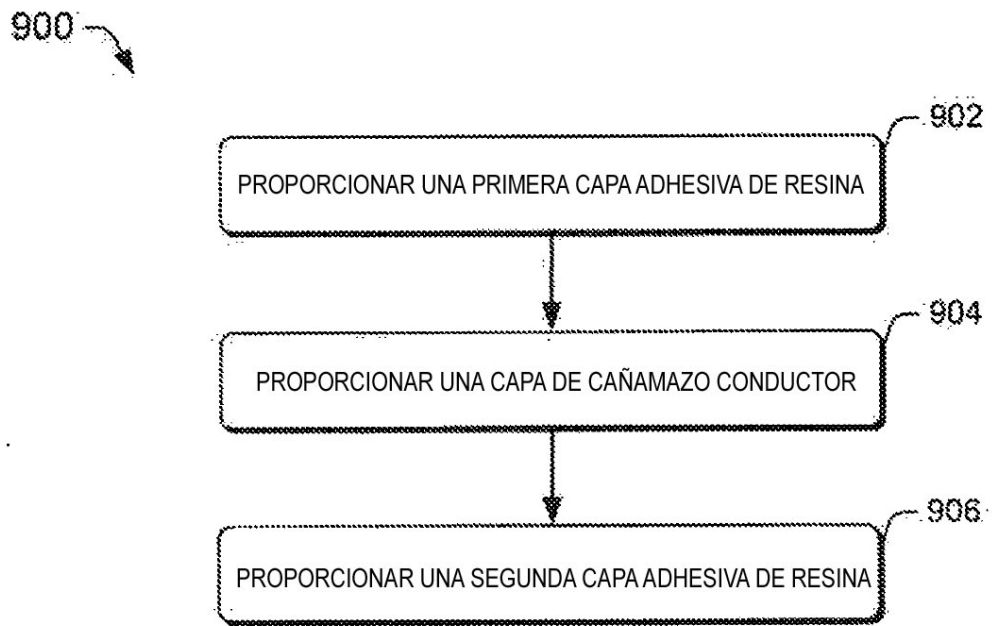 900
902
PROPORCIONAR UNA PRIMERA CAPA ADHESIVA DE RESINA
904
PROPORCIONAR UNA CAPA DE CAÑAMAZO CONDUCTOR
906
PROPORCIONAR UNA SEGUNDA CAPA ADHESIVA DE RESINA